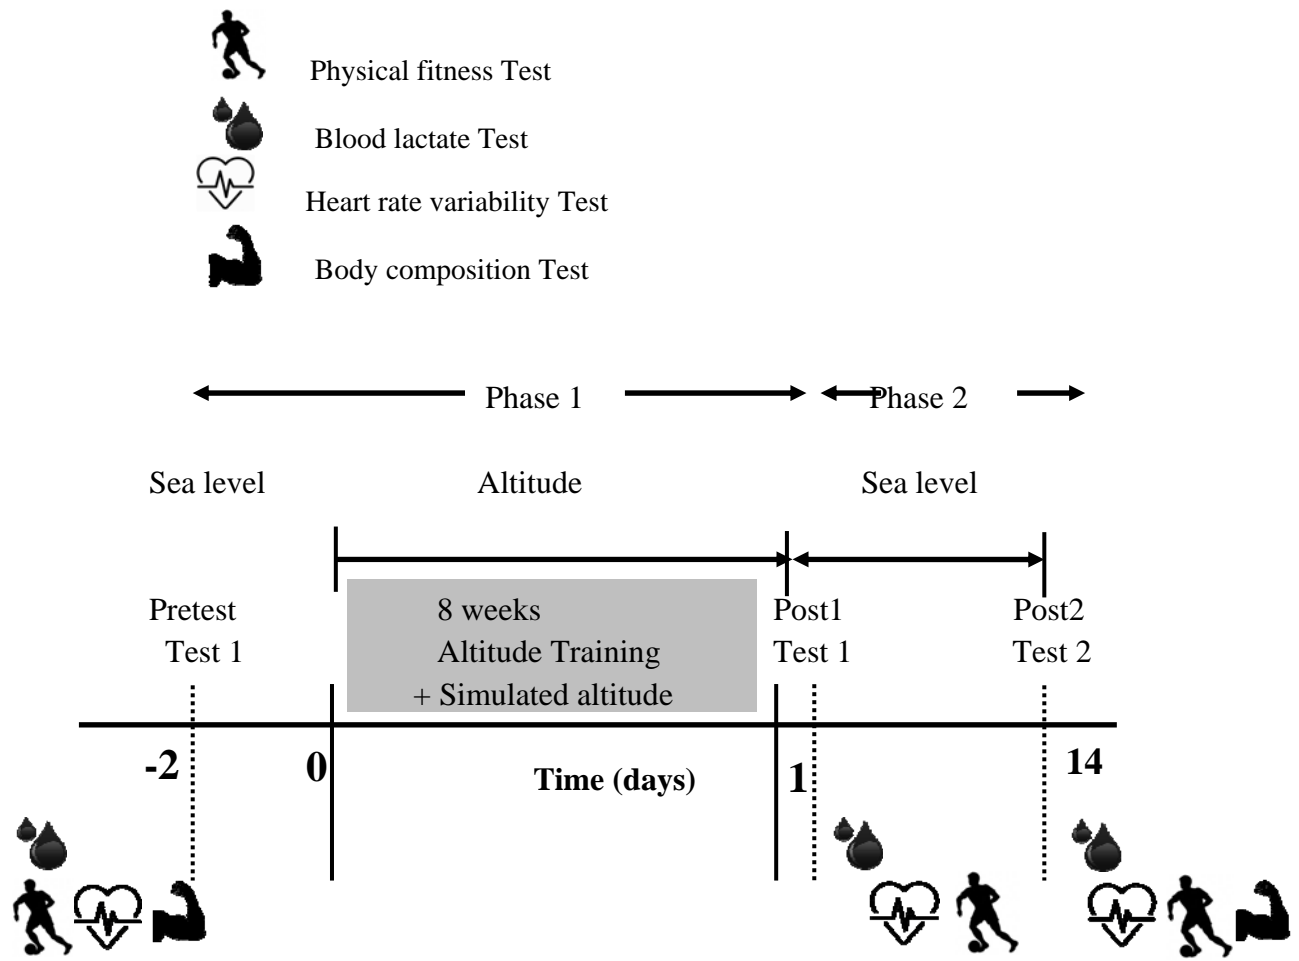 Physical fitness Test
Blood lactate Test
Heart rate variability Test
Body composition Test
Phase 1 Phase 2
Sea level Altitude Sea level
Pretest 8 weeks Post1 Post2
Test 1 Altitude Training Test 1 Test 2
+ Simulated altitude
-2 0 Time (days) 1 14